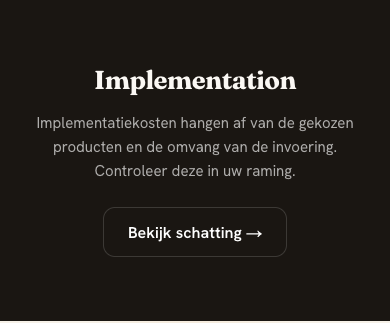 Implementation
Implementatiekosten hangen af van de gekozen
producten en de omvang van de invoering.
Controleer deze in uw raming.
Bekijk schatting →